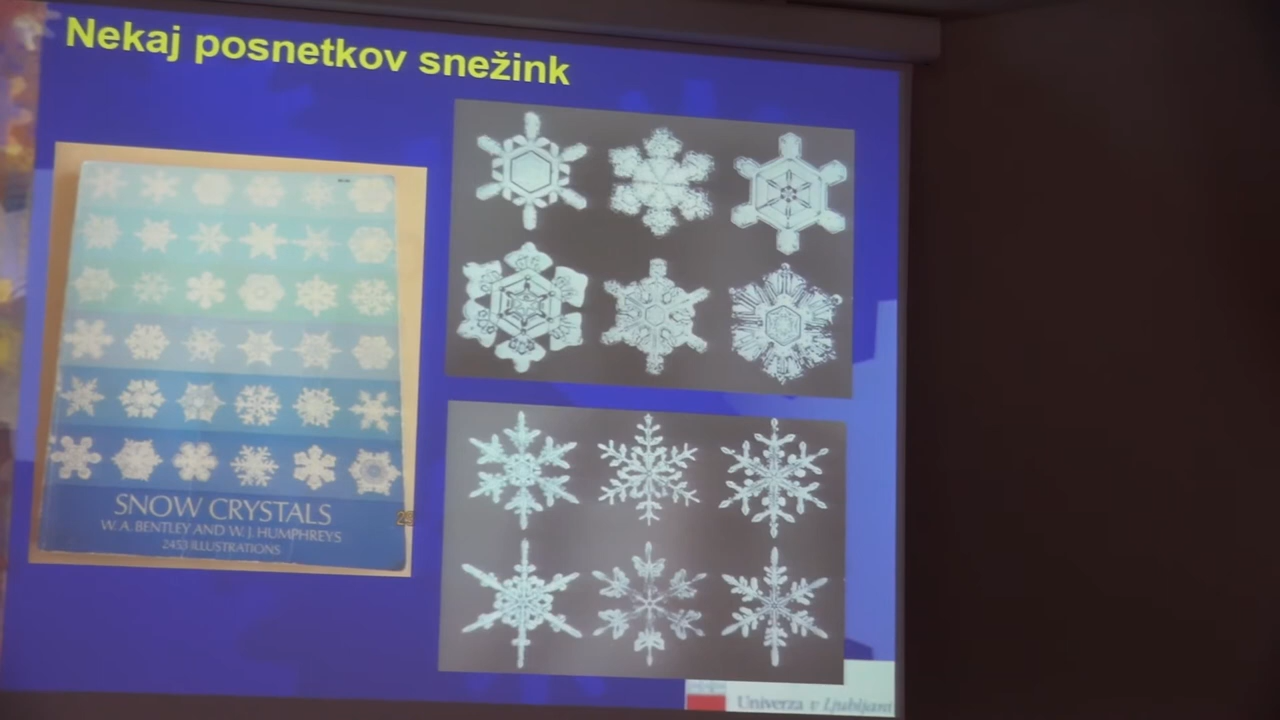 Nekaj posnetkov snežink
SNOW CRYSTALS
W. A. BENTLEY AND W. J. HUMPHREYS
2453 ILLUSTRATIONS
Univerza v Ljubljani